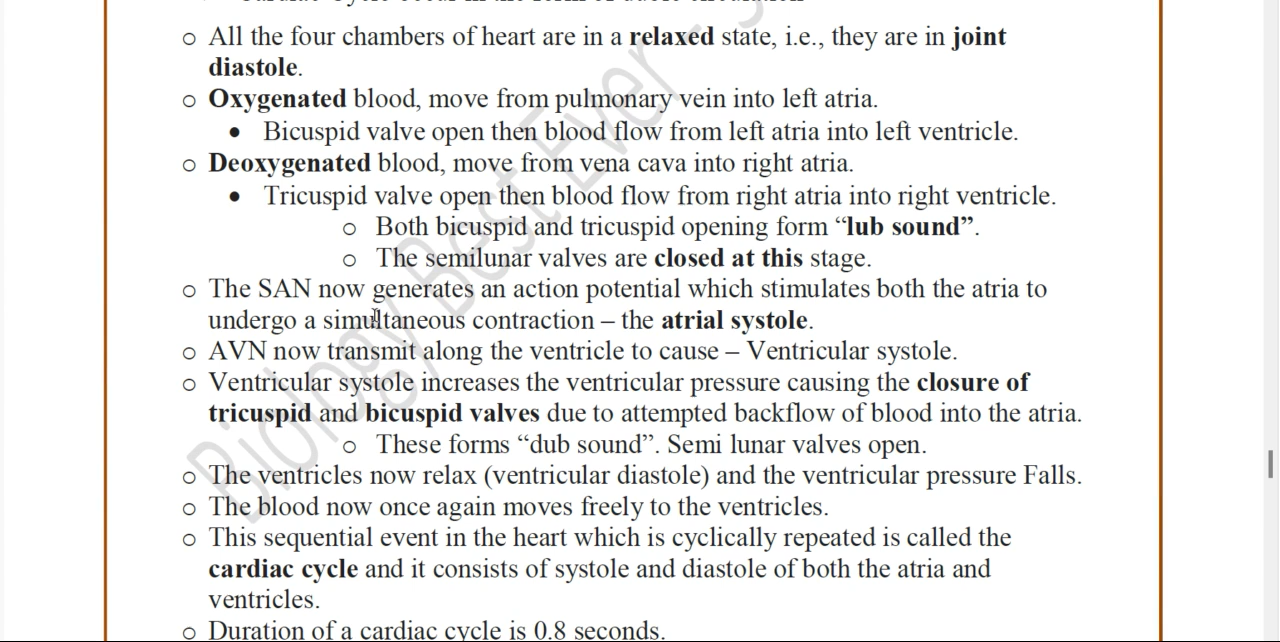 ○ All the four chambers of heart are in a relaxed state, i.e., they are in joint
diastole.
○ Oxygenated blood, move from pulmonary vein into left atria.
• Bicuspid valve open then blood flow from left atria into left ventricle.
○ Deoxygenated blood, move from vena cava into right atria.
• Tricuspid valve open then blood flow from right atria into right ventricle.
○ Both bicuspid and tricuspid opening form “lub sound”.
○ The semilunar valves are closed at this stage.
○ The SAN now generates an action potential which stimulates both the atria to
undergo a simultaneous contraction – the atrial systole.
○ AVN now transmit along the ventricle to cause – Ventricular systole.
○ Ventricular systole increases the ventricular pressure causing the closure of
tricuspid and bicuspid valves due to attempted backflow of blood into the atria.
○ These forms “dub sound”. Semi lunar valves open.
○ The ventricles now relax (ventricular diastole) and the ventricular pressure Falls.
○ The blood now once again moves freely to the ventricles.
○ This sequential event in the heart which is cyclically repeated is called the
cardiac cycle and it consists of systole and diastole of both the atria and
ventricles.
○ Duration of a cardiac cycle is 0.8 seconds.
Biology Best Ever -